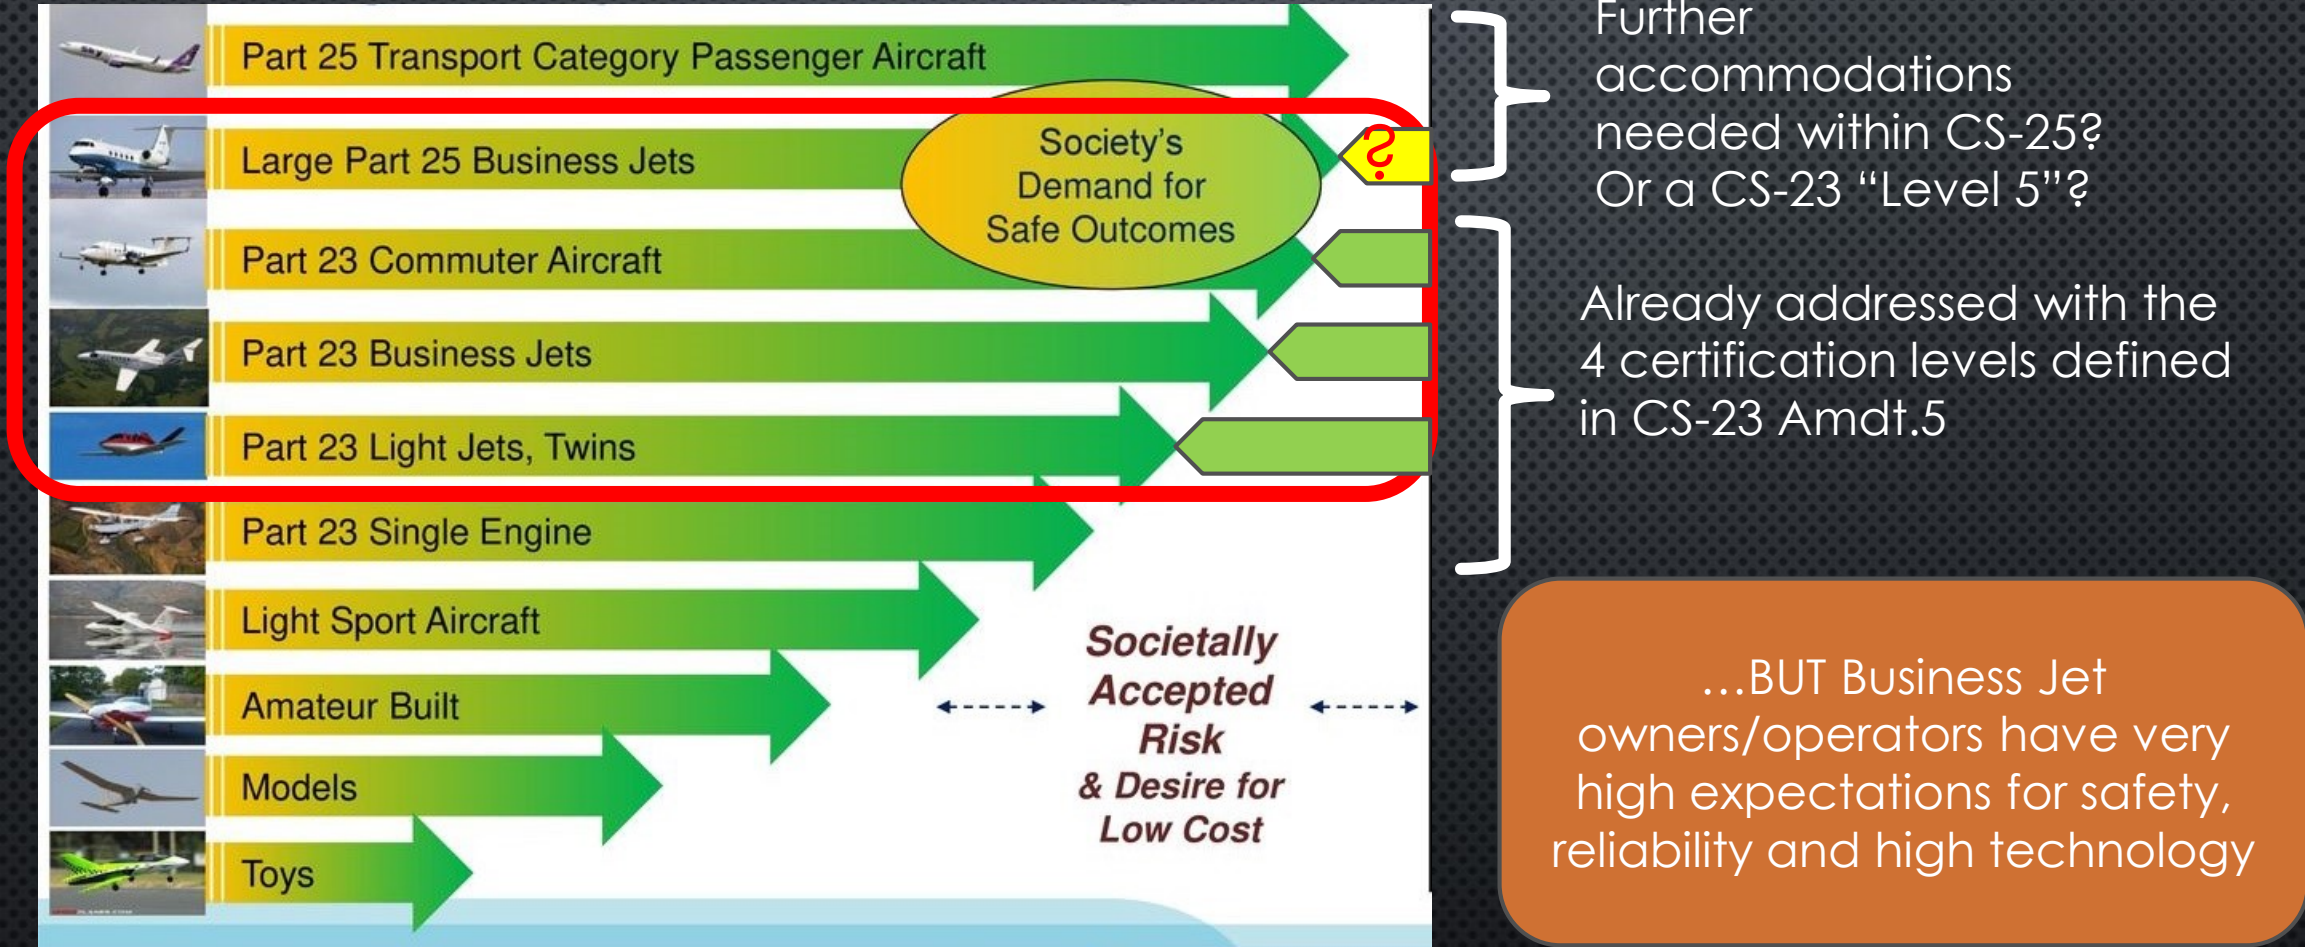 Part 25 Transport Category Passenger Aircraft
Large Part 25 Business Jets
Part 23 Commuter Aircraft
Part 23 Business Jets
Part 23 Light Jets, Twins
Part 23 Single Engine
Light Sport Aircraft
Amateur Built
Models
Toys
Society's
Demand for
Safe Outcomes
?
Societally
Accepted
Risk
& Desire for
Low Cost
Further
accommodations
needed within CS-25?
Or a CS-23 “Level 5”?
Already addressed with the
4 certification levels defined
in CS-23 Amdt.5
…BUT Business Jet
owners/operators have very
high expectations for safety,
reliability and high technology